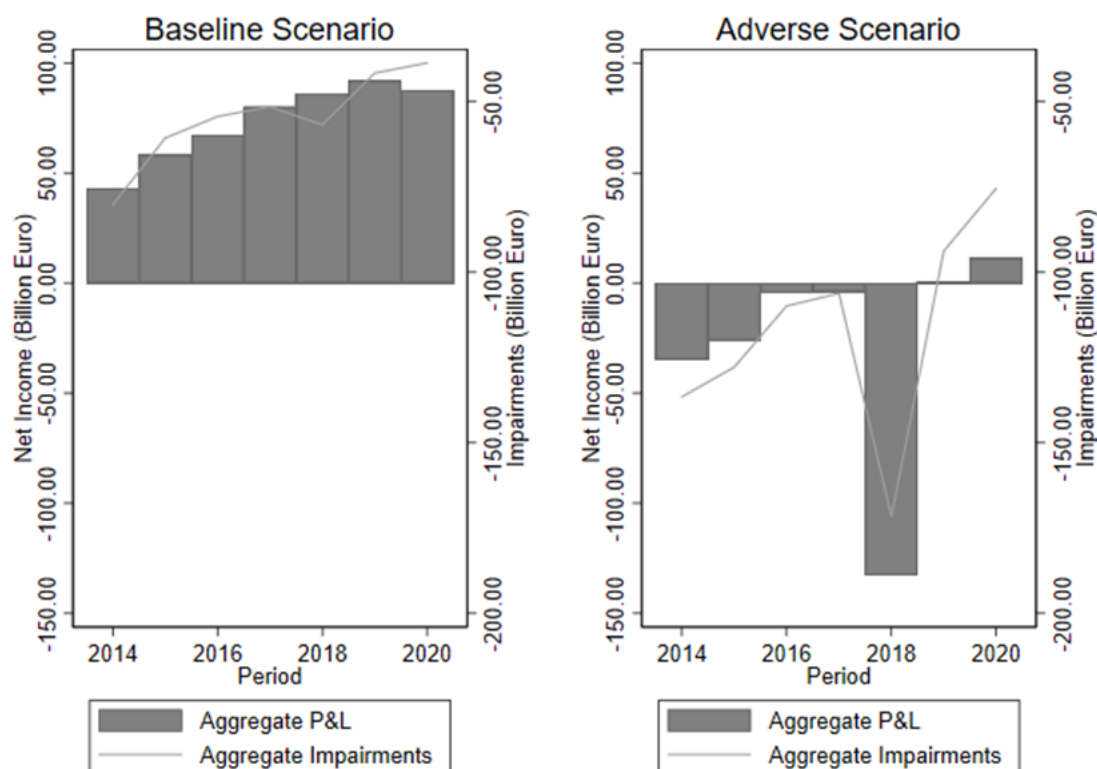 Baseline Scenario
Net Income (Billion Euro)
100.00
50.00
0.00
-50.00
-100.00
-150.00
Impairments (Billion Euro)
-50.00
-100.00
-150.00
-200.00
2014 2016 2018 2020
Period
Aggregate P&L
Aggregate Impairments
Adverse Scenario
Net Income (Billion Euro)
100.00
50.00
0.00
-50.00
-100.00
-150.00
Impairments (Billion Euro)
-50.00
-100.00
-150.00
-200.00
2014 2016 2018 2020
Period
Aggregate P&L
Aggregate Impairments